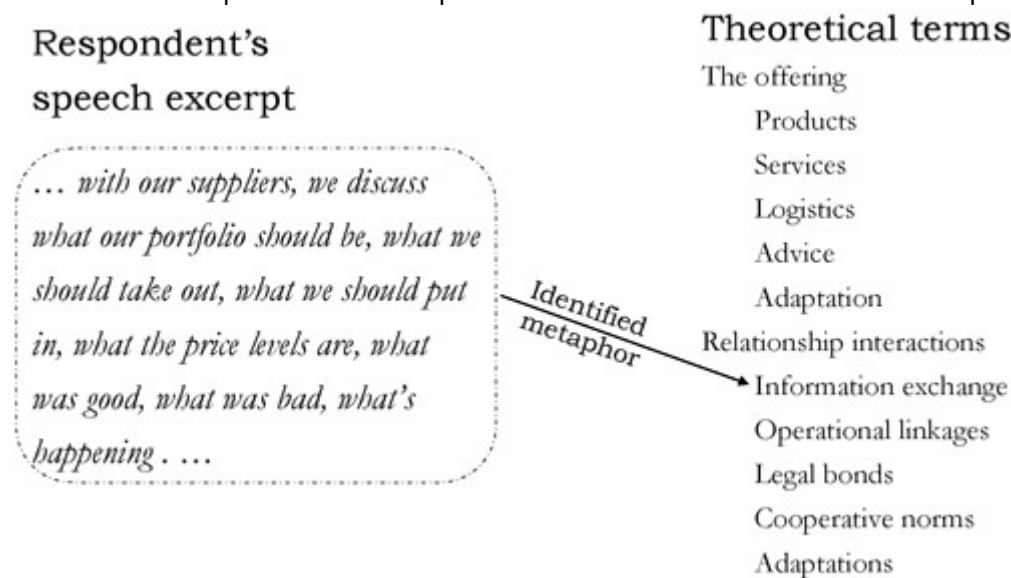 Respondent's
speech excerpt
… with our suppliers, we discuss
what our portfolio should be, what we
should take out, what we should put
in, what the price levels are, what
was good, what was bad, what's
happening . …
Identified
metaphor
Theoretical terms
The offering
Products
Services
Logistics
Advice
Adaptation
Relationship interactions
Information exchange
Operational linkages
Legal bonds
Cooperative norms
Adaptations